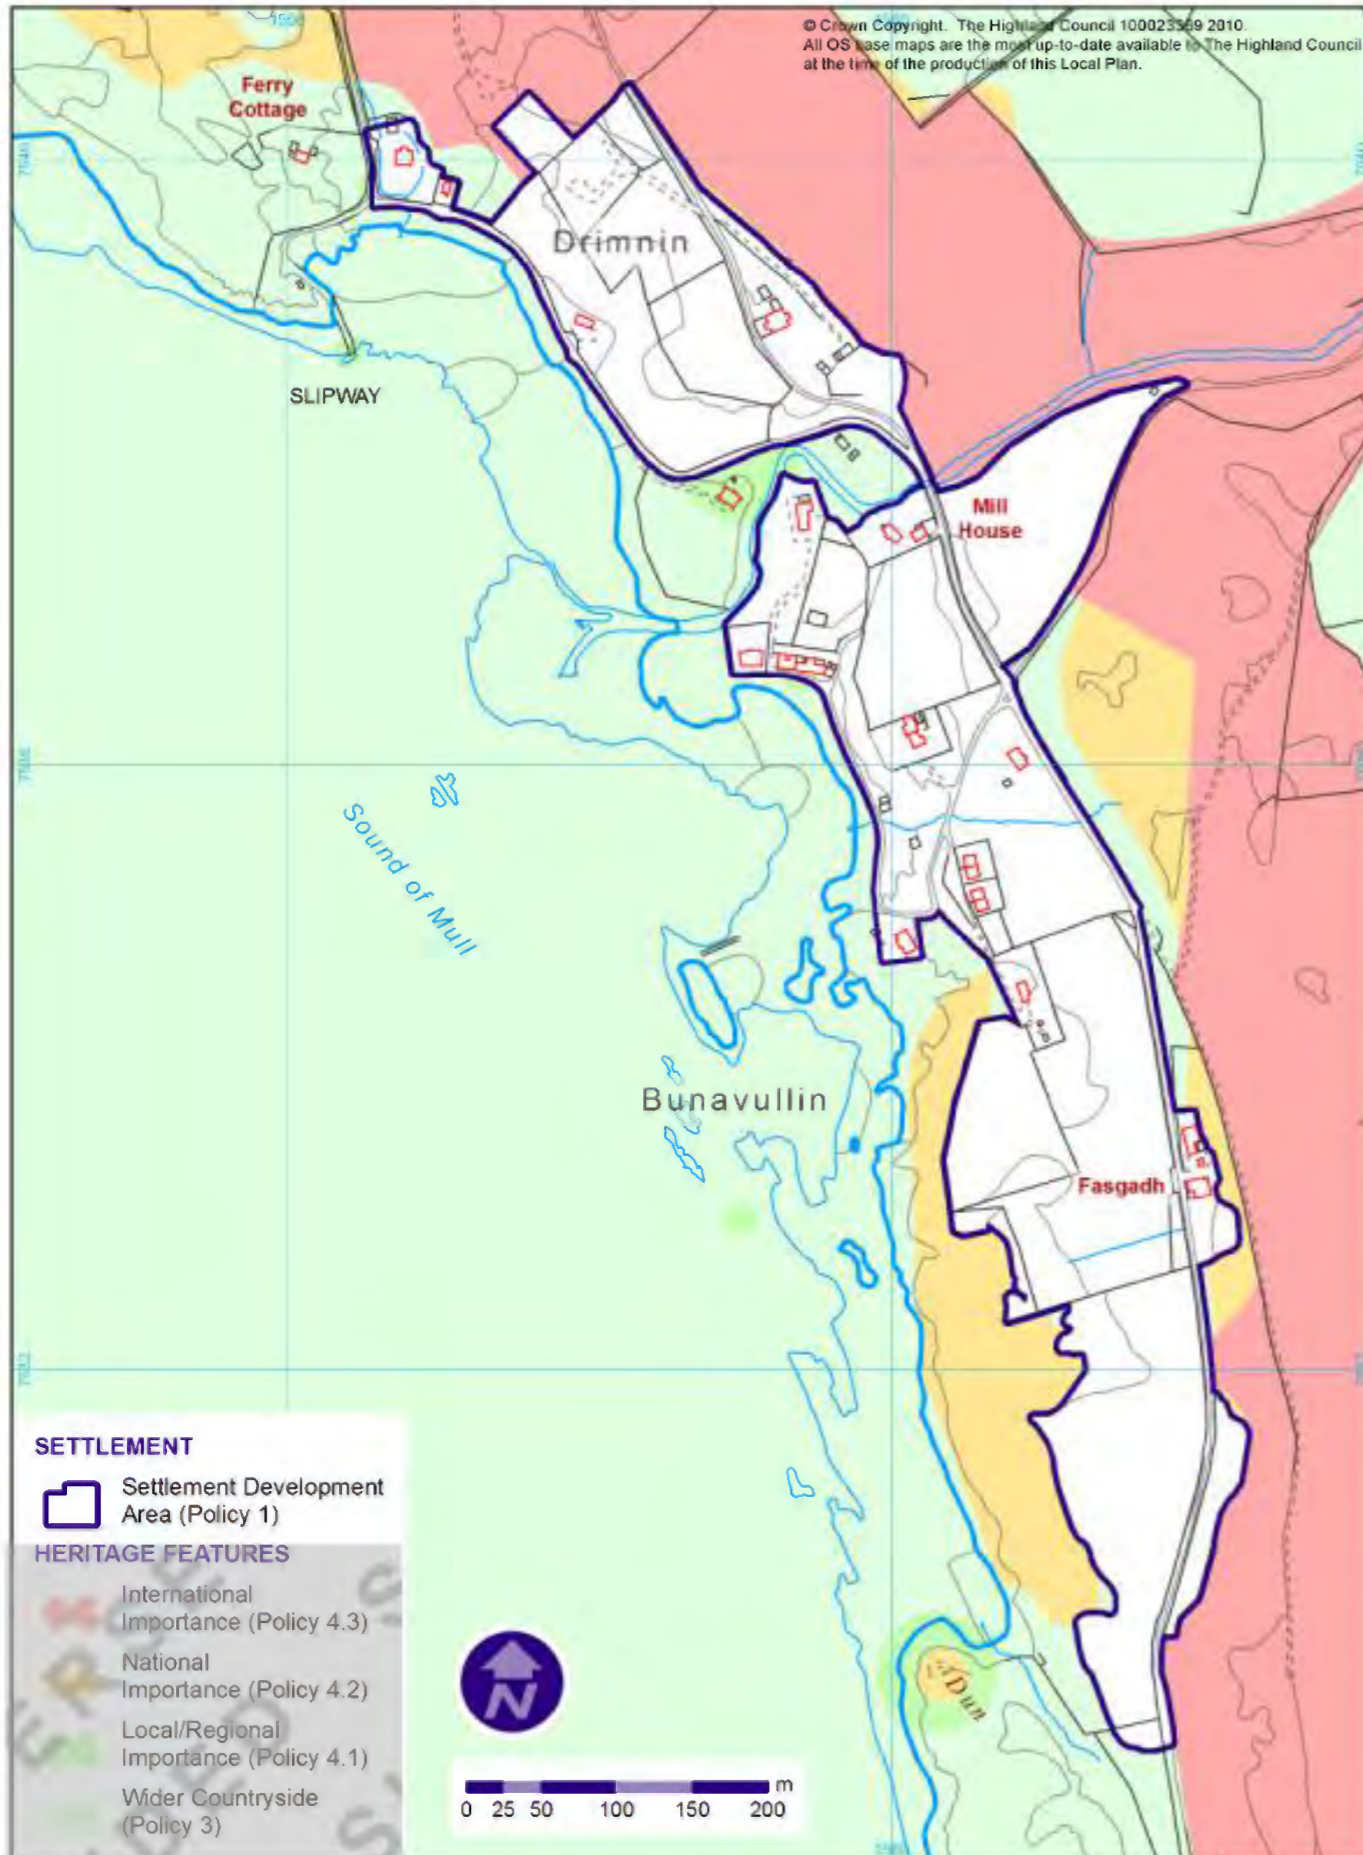 © Crown Copyright. The Highland Council 100023369 2010.
All OS base maps are the most up-to-date available to The Highland Council
at the time of the production of this Local Plan.
Ferry
Cottage
Drimnin
SLIPWAY
Mill
House
Sound of Mull
Bunavullin
Fasgadh
Dun
SETTLEMENT
Settlement Development
Area (Policy 1)
HERITAGE FEATURES
International
Importance (Policy 4.3)
National
Importance (Policy 4.2)
Local/Regional
Importance (Policy 4.1)
Wider Countryside
(Policy 3)
N
m
0 25 50 100 150 200